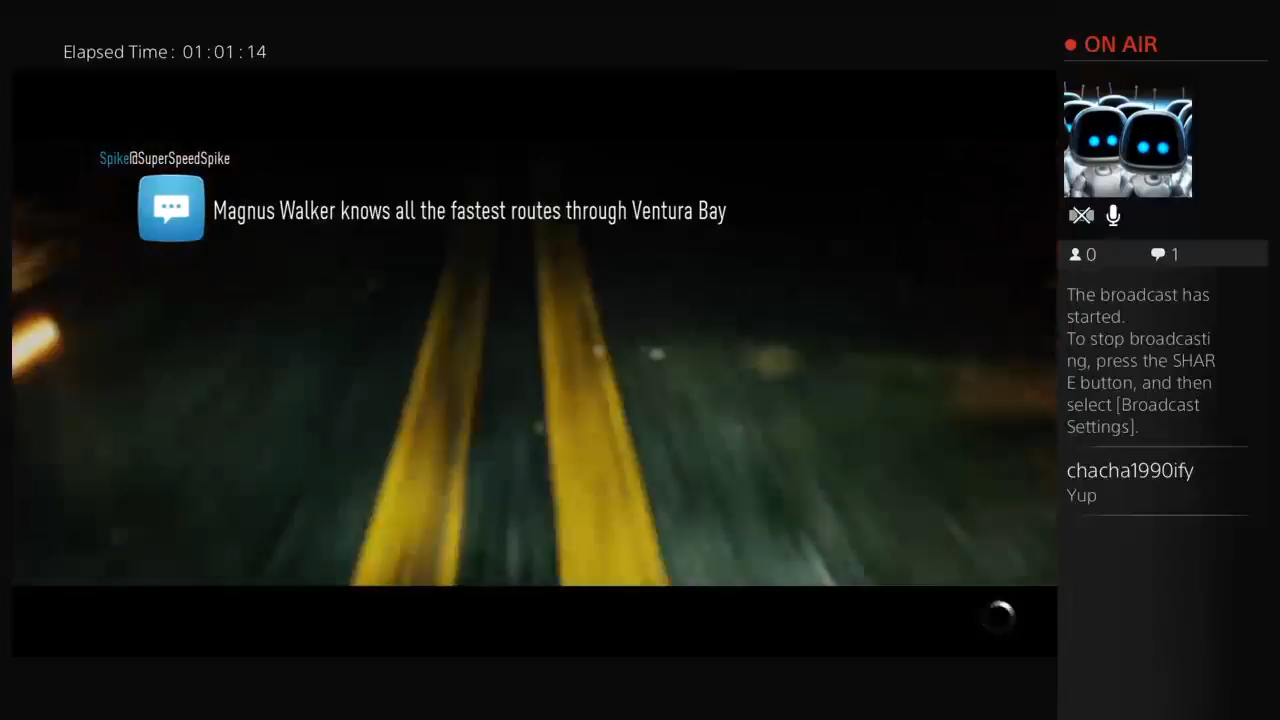 Elapsed Time: 01:01:14
ON AIR
Spike@SuperSpeedSpike
Magnus Walker knows all the fastest routes through Ventura Bay
0
1
The broadcast has
started.
To stop broadcasti
ng, press the SHAR
E button, and then
select [Broadcast
Settings].
chacha1990ify
Yup